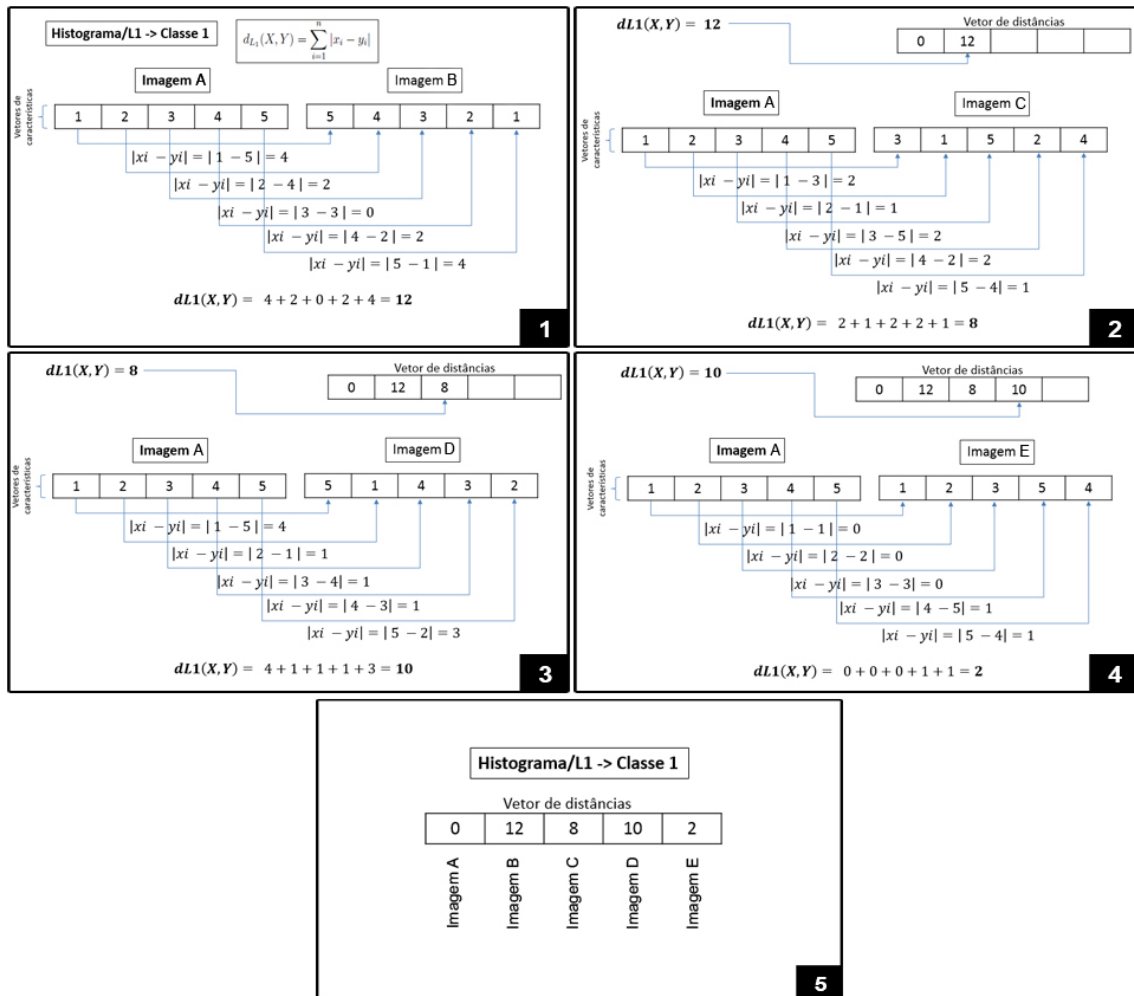 Histograma/L1 -> Classe 1
d_{L_1}(X, Y) = \sum_{i=1}^{n} |x_i - y_i|
Imagem A
Imagem B
Vetores de
características
1 2 3 4 5
5 4 3 2 1
|xi − yi| = | 1 − 5 | = 4
|xi − yi| = | 2 − 4 | = 2
|xi − yi| = | 3 − 3 | = 0
|xi − yi| = | 4 − 2 | = 2
|xi − yi| = | 5 − 1 | = 4
dL1(X, Y) = 4 + 2 + 0 + 2 + 4 = 12
1
dL1(X, Y) = 12
Vetor de distâncias
0 12
Imagem A
Imagem C
Vetores de
características
1 2 3 4 5
3 1 5 2 4
|xi − yi| = | 1 − 3 | = 2
|xi − yi| = | 2 − 1 | = 1
|xi − yi| = | 3 − 5 | = 2
|xi − yi| = | 4 − 2 | = 2
|xi − yi| = | 5 − 4 | = 1
dL1(X, Y) = 2 + 1 + 2 + 2 + 1 = 8
2
dL1(X, Y) = 8
Vetor de distâncias
0 12 8
Imagem A
Imagem D
Vetores de
características
1 2 3 4 5
5 1 4 3 2
|xi − yi| = | 1 − 5 | = 4
|xi − yi| = | 2 − 1 | = 1
|xi − yi| = | 3 − 4 | = 1
|xi − yi| = | 4 − 3 | = 1
|xi − yi| = | 5 − 2 | = 3
dL1(X, Y) = 4 + 1 + 1 + 1 + 3 = 10
3
dL1(X, Y) = 10
Vetor de distâncias
0 12 8 10
Imagem A
Imagem E
Vetores de
características
1 2 3 4 5
1 2 3 5 4
|xi − yi| = | 1 − 1 | = 0
|xi − yi| = | 2 − 2 | = 0
|xi − yi| = | 3 − 3 | = 0
|xi − yi| = | 4 − 5 | = 1
|xi − yi| = | 5 − 4 | = 1
dL1(X, Y) = 0 + 0 + 0 + 1 + 1 = 2
4
Histograma/L1 -> Classe 1
Vetor de distâncias
0 12 8 10 2
Imagem A
Imagem B
Imagem C
Imagem D
Imagem E
5